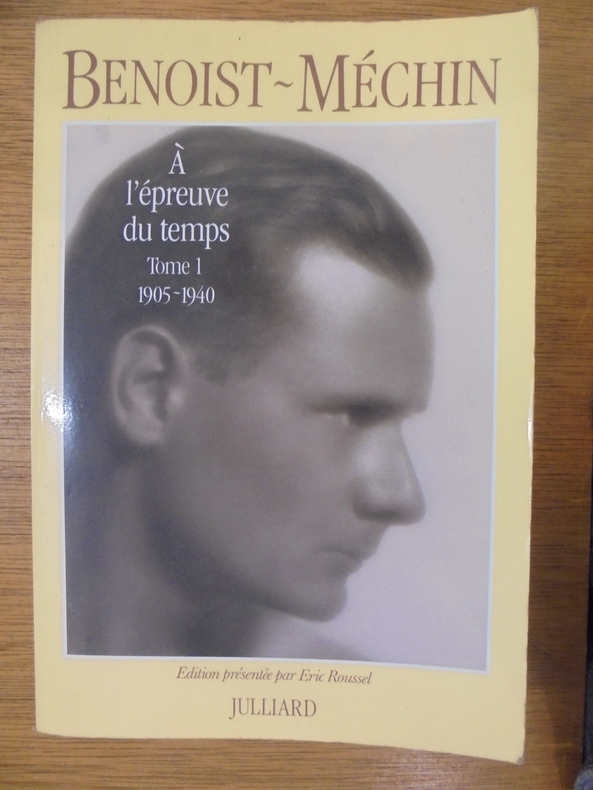 BENOIST~MÉCHIN
À
l'épreuve
du temps
Tome 1
1905~1940
Edition présentée par Eric Roussel
JULLIARD